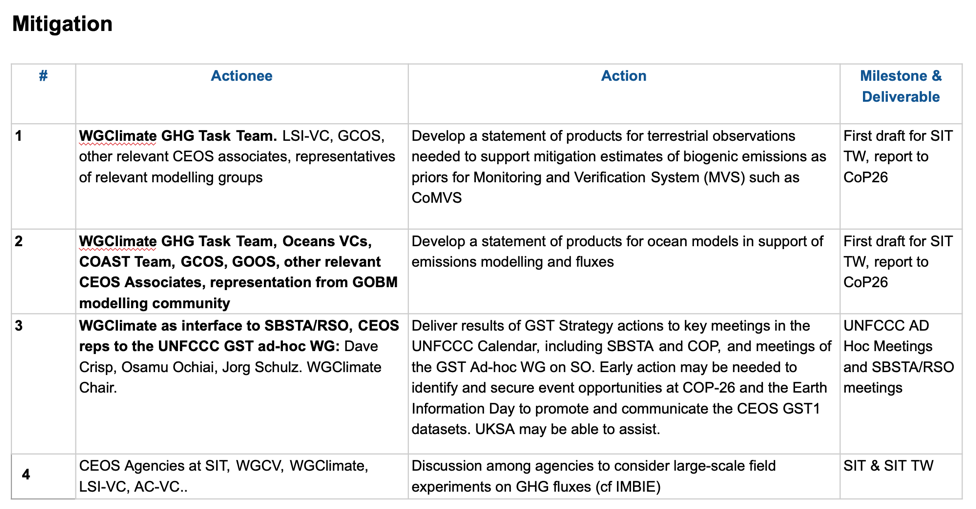 Mitigation
# Actionee Action Milestone &
Deliverable
1 WGClimate GHG Task Team. LSI-VC, GCOS,
other relevant CEOS associates, representatives
of relevant modelling groups
Develop a statement of products for terrestrial observations
needed to support mitigation estimates of biogenic emissions as
priors for Monitoring and Verification System (MVS) such as
CoMVS
First draft for SIT
TW, report to
CoP26
2 WGClimate GHG Task Team, Oceans VCs,
COAST Team, GCOS, GOOS, other relevant
CEOS Associates, representation from GOBM
modelling community
Develop a statement of products for ocean models in support of
emissions modelling and fluxes
First draft for SIT
TW, report to
CoP26
3 WGClimate as interface to SBSTA/RSO, CEOS
reps to the UNFCCC GST ad-hoc WG: Dave
Crisp, Osamu Ochiai, Jorg Schulz. WGClimate
Chair.
Deliver results of GST Strategy actions to key meetings in the
UNFCCC Calendar, including SBSTA and COP, and meetings of
the GST Ad-hoc WG on SO. Early action may be needed to
identify and secure event opportunities at COP-26 and the Earth
Information Day to promote and communicate the CEOS GST1
datasets. UKSA may be able to assist.
UNFCCC AD
Hoc Meetings
and SBSTA/RSO
meetings
4 CEOS Agencies at SIT, WGCV, WGClimate,
LSI-VC, AC-VC..
Discussion among agencies to consider large-scale field
experiments on GHG fluxes (cf IMBIE)
SIT & SIT TW